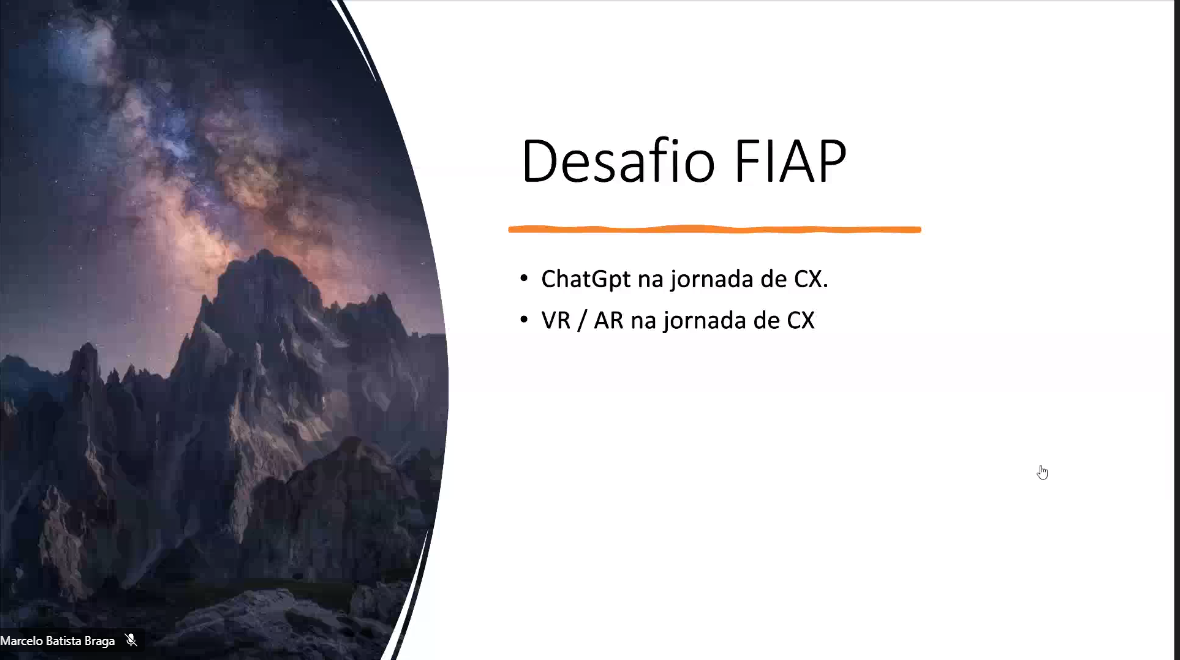 Desafio FIAP
• ChatGpt na jornada de CX.
• VR / AR na jornada de CX
Marcelo Batista Braga